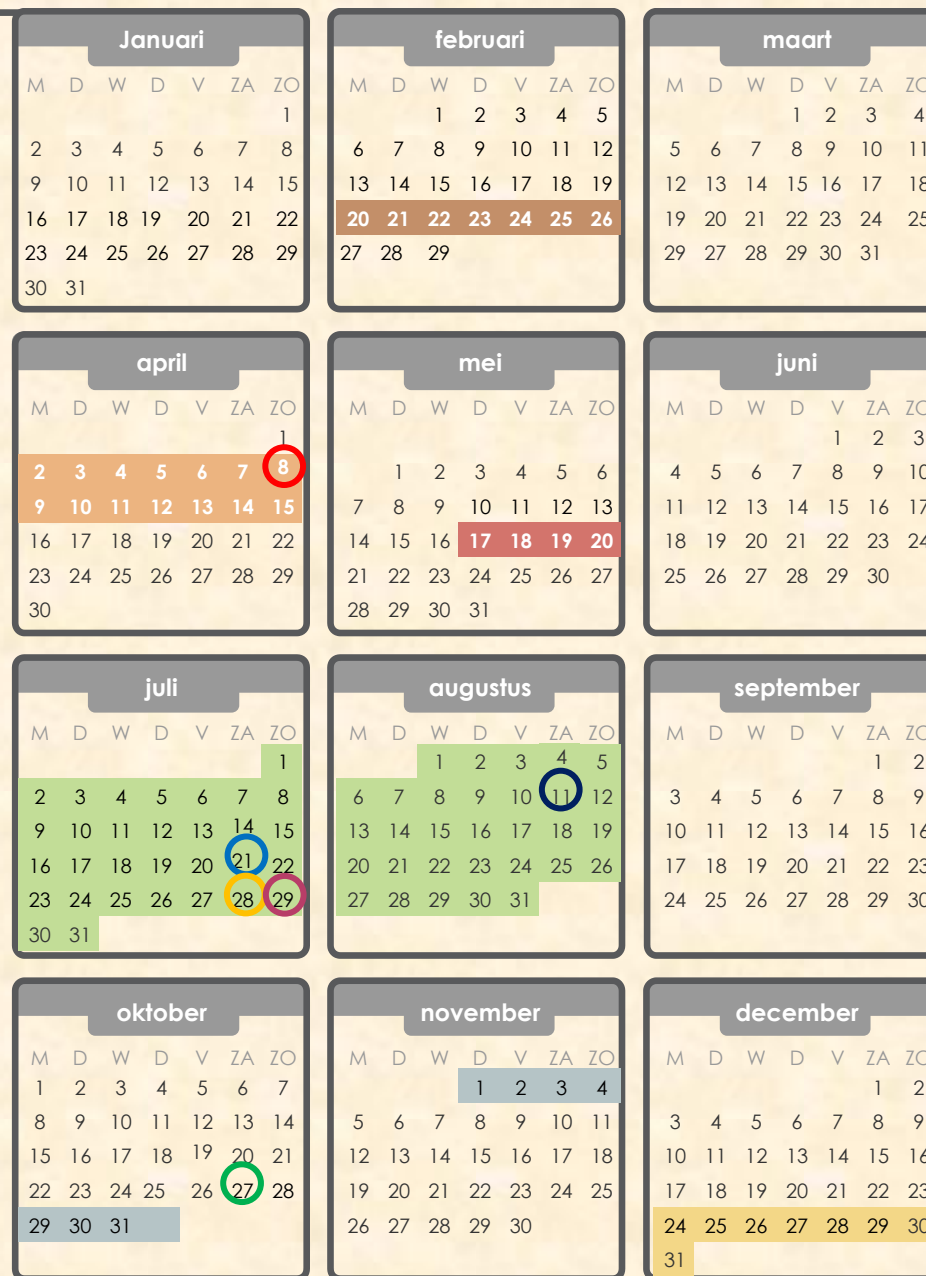 Januari
M D W D V ZA ZO
1
2 3 4 5 6 7 8
9 10 11 12 13 14 15
16 17 18 19 20 21 22
23 24 25 26 27 28 29
30 31
februari
M D W D V ZA ZO
1 2 3 4 5
6 7 8 9 10 11 12
13 14 15 16 17 18 19
20 21 22 23 24 25 26
27 28 29
maart
M D W D V ZA ZO
1 2 3 4
5 6 7 8 9 10 11
12 13 14 15 16 17 18
19 20 21 22 23 24 25
29 27 28 29 30 31
april
M D W D V ZA ZO
1
2 3 4 5 6 7 8
9 10 11 12 13 14 15
16 17 18 19 20 21 22
23 24 25 26 27 28 29
30
mei
M D W D V ZA ZO
1 2 3 4 5 6
7 8 9 10 11 12 13
14 15 16 17 18 19 20
21 22 23 24 25 26 27
28 29 30 31
juni
M D W D V ZA ZO
1 2 3
4 5 6 7 8 9 10
11 12 13 14 15 16 17
18 19 20 21 22 23 24
25 26 27 28 29 30
juli
M D W D V ZA ZO
1
2 3 4 5 6 7 8
9 10 11 12 13 14 15
16 17 18 19 20 21 22
23 24 25 26 27 28 29
30 31
augustus
M D W D V ZA ZO
1 2 3 4 5
6 7 8 9 10 11 12
13 14 15 16 17 18 19
20 21 22 23 24 25 26
27 28 29 30 31
september
M D W D V ZA ZO
1 2
3 4 5 6 7 8 9
10 11 12 13 14 15 16
17 18 19 20 21 22 23
24 25 26 27 28 29 30
oktober
M D W D V ZA ZO
1 2 3 4 5 6 7
8 9 10 11 12 13 14
15 16 17 18 19 20 21
22 23 24 25 26 27 28
29 30 31
november
M D W D V ZA ZO
1 2 3 4
5 6 7 8 9 10 11
12 13 14 15 16 17 18
19 20 21 22 23 24 25
26 27 28 29 30
december
M D W D V ZA ZO
1 2
3 4 5 6 7 8 9
10 11 12 13 14 15 16
17 18 19 20 21 22 23
24 25 26 27 28 29 30
31